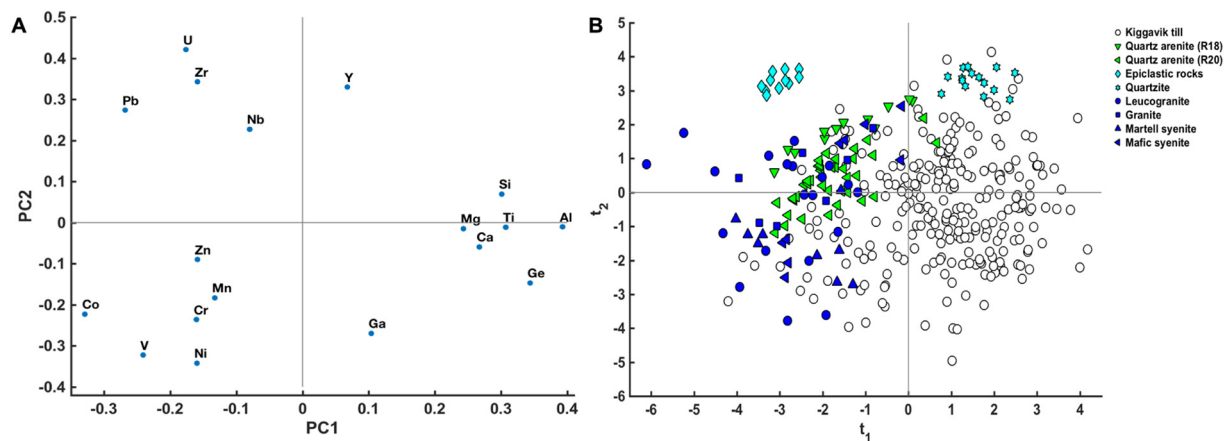 A
PC2
0.5
0.4
0.3
0.2
0.1
0
-0.1
-0.2
-0.3
-0.4
U
Zr
Pb
Nb
Y
Si
Mg
Ti
Al
Ca
Ge
Zn
Mn
Co
Cr
V
Ni
Ga
-0.3
-0.2
-0.1
0
0.1
0.2
0.3
0.4
PC1
B
t2
5
4
3
2
1
0
-1
-2
-3
-4
-5
-6
-6
-5
-4
-3
-2
-1
0
1
2
3
4
t1
Kiggavik till
Quartz arenite (R18)
Quartz arenite (R20)
Epiclastic rocks
Quartzite
Leucogranite
Granite
Martell syenite
Mafic syenite